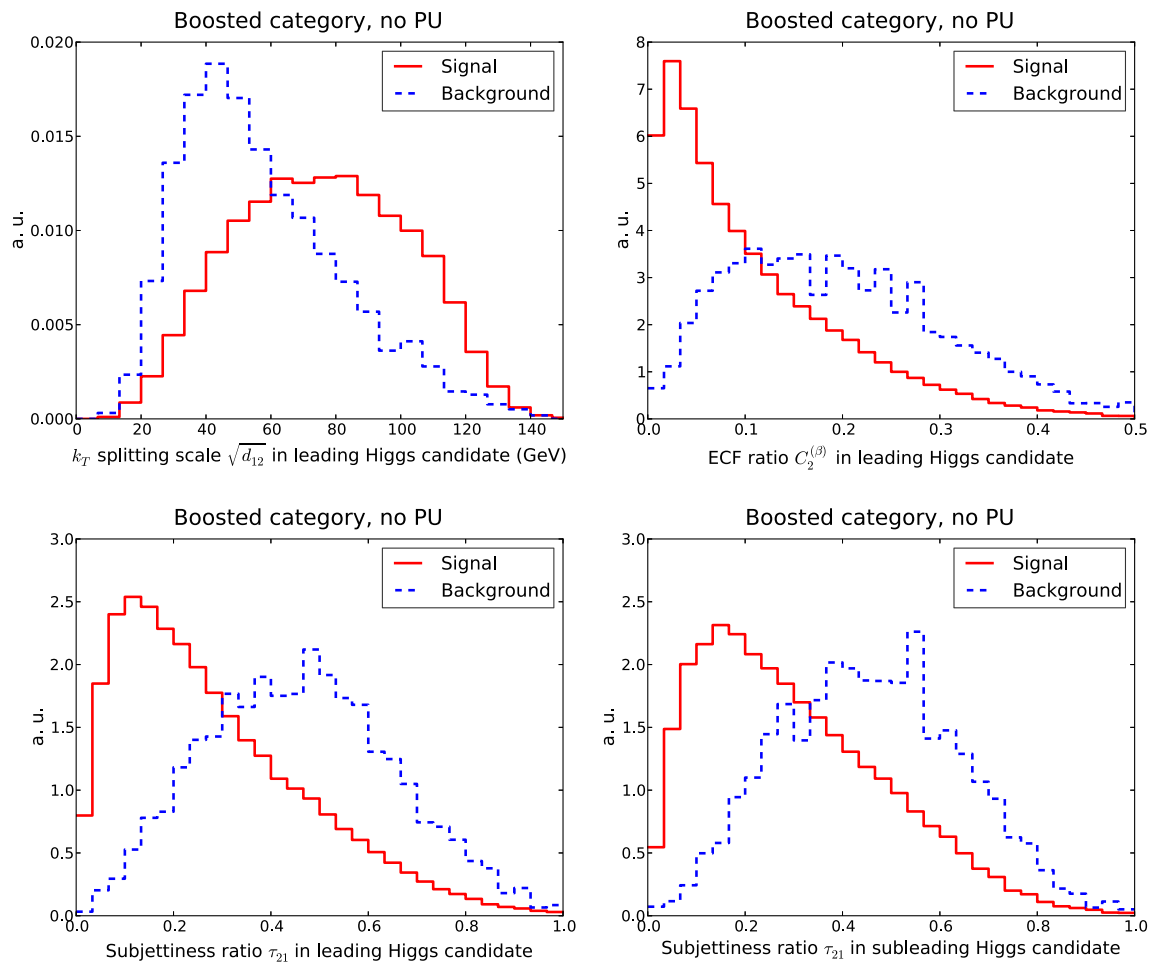 Boosted category, no PU
0.020
0.015
0.010
0.005
0.000
a. u.
Signal
Background
0 20 40 60 80 100 120 140
k_T splitting scale √d_12 in leading Higgs candidate (GeV)
Boosted category, no PU
8
7
6
5
4
3
2
1
0
a. u.
Signal
Background
0.0 0.1 0.2 0.3 0.4 0.5
ECF ratio C_2^(β) in leading Higgs candidate
Boosted category, no PU
3.0
2.5
2.0
1.5
1.0
0.5
0.0
a. u.
Signal
Background
0.0 0.2 0.4 0.6 0.8 1.0
Subjettiness ratio τ_21 in leading Higgs candidate
Boosted category, no PU
3.0
2.5
2.0
1.5
1.0
0.5
0.0
a. u.
Signal
Background
0.0 0.2 0.4 0.6 0.8 1.0
Subjettiness ratio τ_21 in subleading Higgs candidate